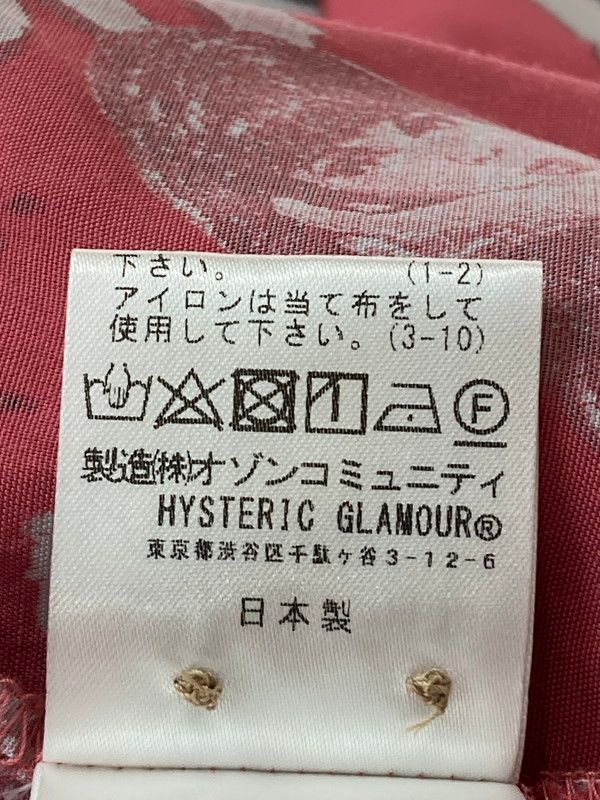 下さい。 (1-2)
アイロンは当て布をして
使用して下さい。(3-10)
F
製造(株)オゾンコミュニティ
HYSTERIC GLAMOUR®
東京都渋谷区千駄ヶ谷3-12-6
日本製